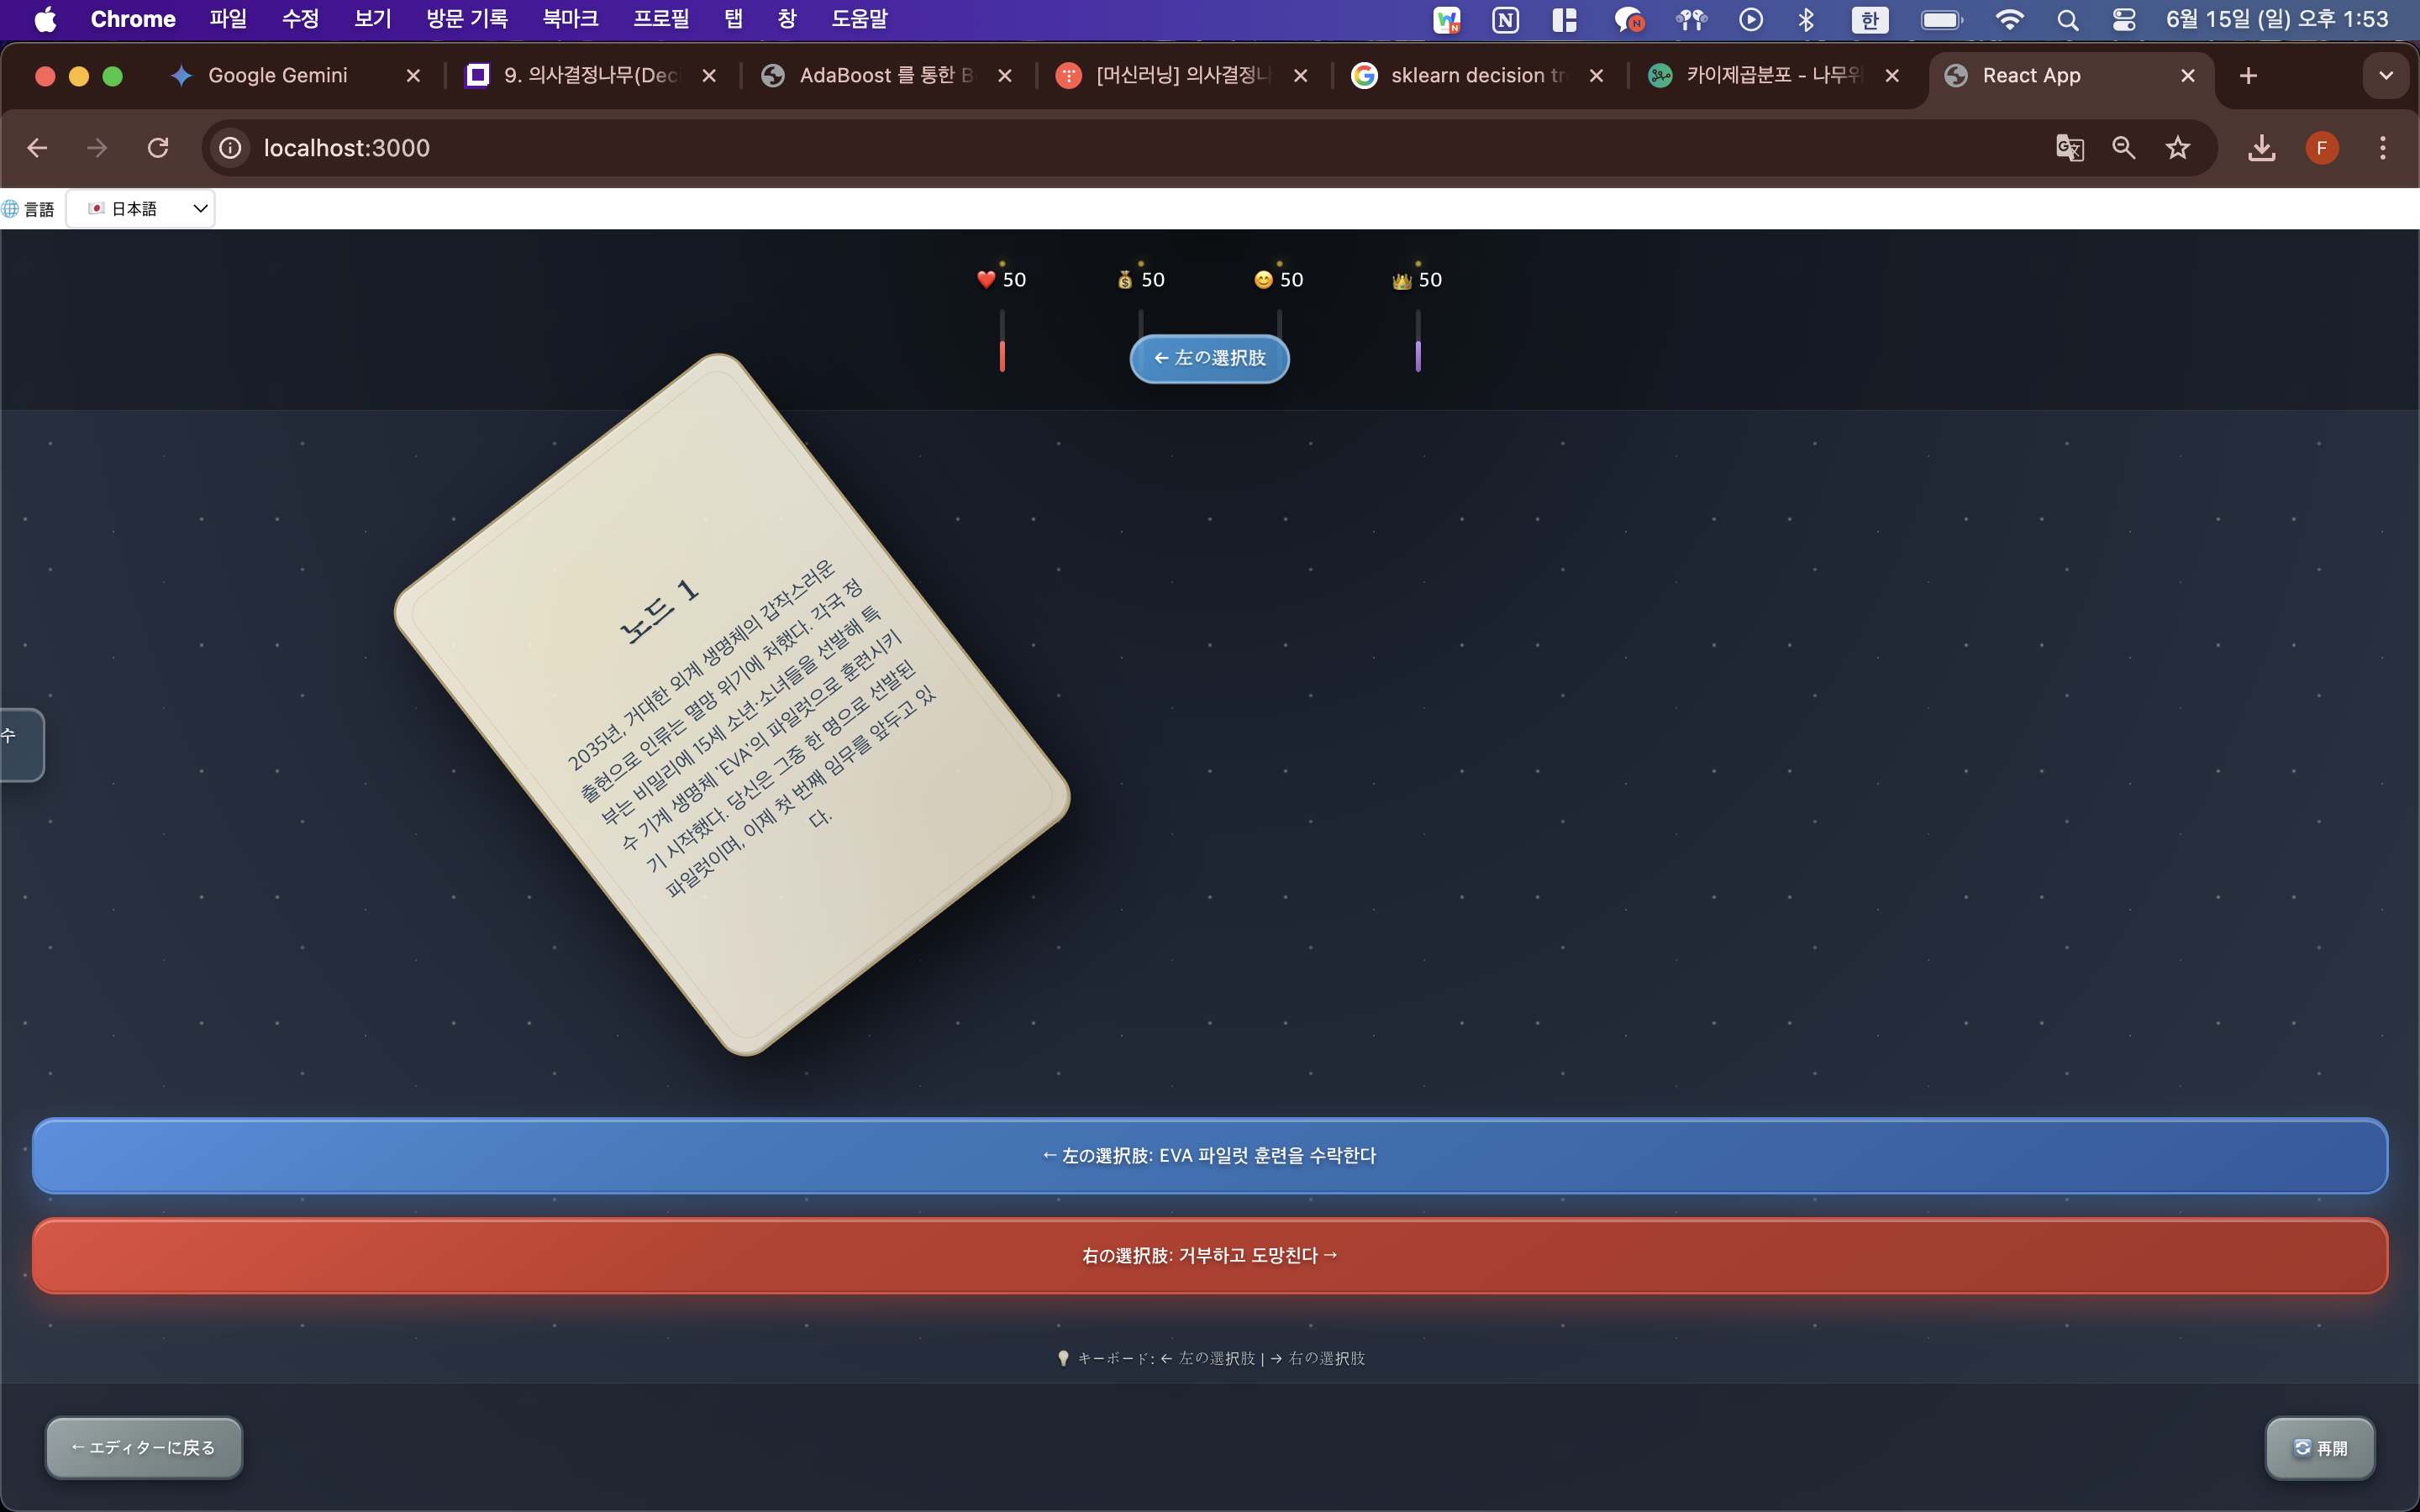 Chrome 파일 수정 보기 방문 기록 북마크 프로필 탭 창 도움말 한 6월 15일 (일) 오후 1:53
Google Gemini 9. 의사결정나무(Dec AdaBoost 를 통한 B [머신러닝] 의사결정나 sklearn decision tr 카이제곱분포 - 나무위 React App
localhost:3000 F
言語 日本語
50 50 50 50
← 左の選択肢
노드 1
2035년, 거대한 외계 생명체의 갑작스러운
출현으로 인류는 멸망 위기에 처했다. 각국 정
부는 비밀리에 15세 소년·소녀들을 선발해 특
수 기계 생명체 'EVA'의 파일럿으로 훈련시키
기 시작했다. 당신은 그중 한 명으로 선발된
파일럿이며, 이제 첫 번째 임무를 앞두고 있
다.
수
← 左の選択肢: EVA 파일럿 훈련을 수락한다
右の選択肢: 거부하고 도망친다 →
キーボード: ← 左の選択肢 | → 右の選択肢
← エディターに戻る
再開